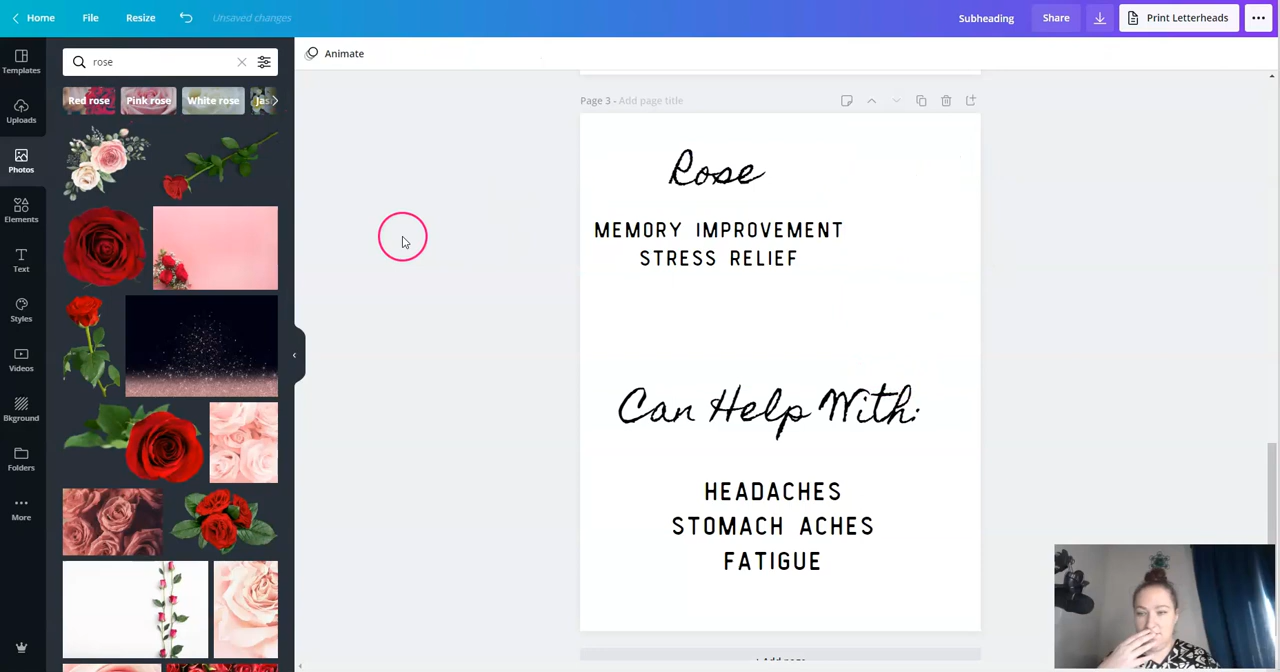 Home
File
Resize
Unsaved changes
Subheading
Share
Print Letterheads
Templates
Uploads
Photos
Elements
Text
Styles
Videos
Bkground
Folders
More
rose
Red rose
Pink rose
White rose
Animate
Page 3 - Add page title
Rose
MEMORY IMPROVEMENT
STRESS RELIEF
Can Help With:
HEADACHES
STOMACH ACHES
FATIGUE
+ Add page